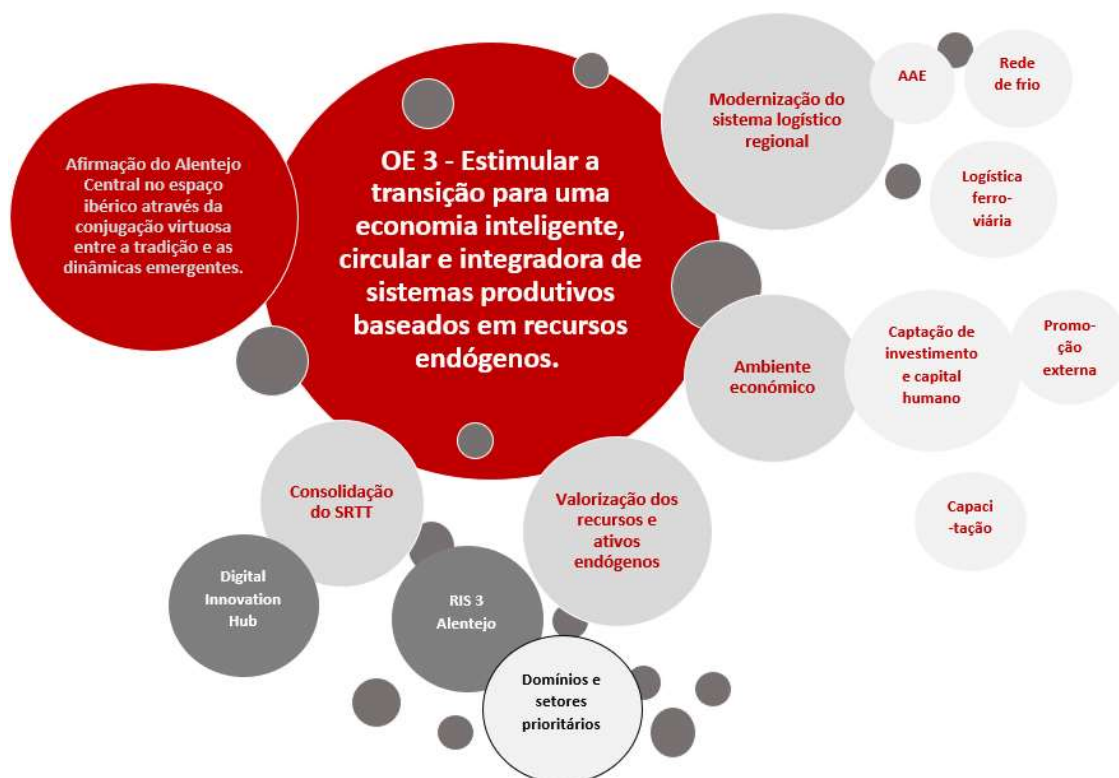 Afirmação do Alentejo
Central no espaço
ibérico através da
conjugação virtuosa
entre a tradição e as
dinâmicas emergentes.
OE 3 - Estimular a
transição para uma
economia inteligente,
circular e integradora de
sistemas produtivos
baseados em recursos
endógenos.
Modernização do
sistema logístico
regional
AAE
Rede
de frio
Logística
ferro-
viária
Ambiente
económico
Captação de
investimento
e capital
humano
Promo-
ção
externa
Capaci
-tação
Consolidação
do SRTT
Valorização dos
recursos e
ativos
endógenos
Digital
Innovation
Hub
RIS 3
Alentejo
Domínios e
setores
prioritários